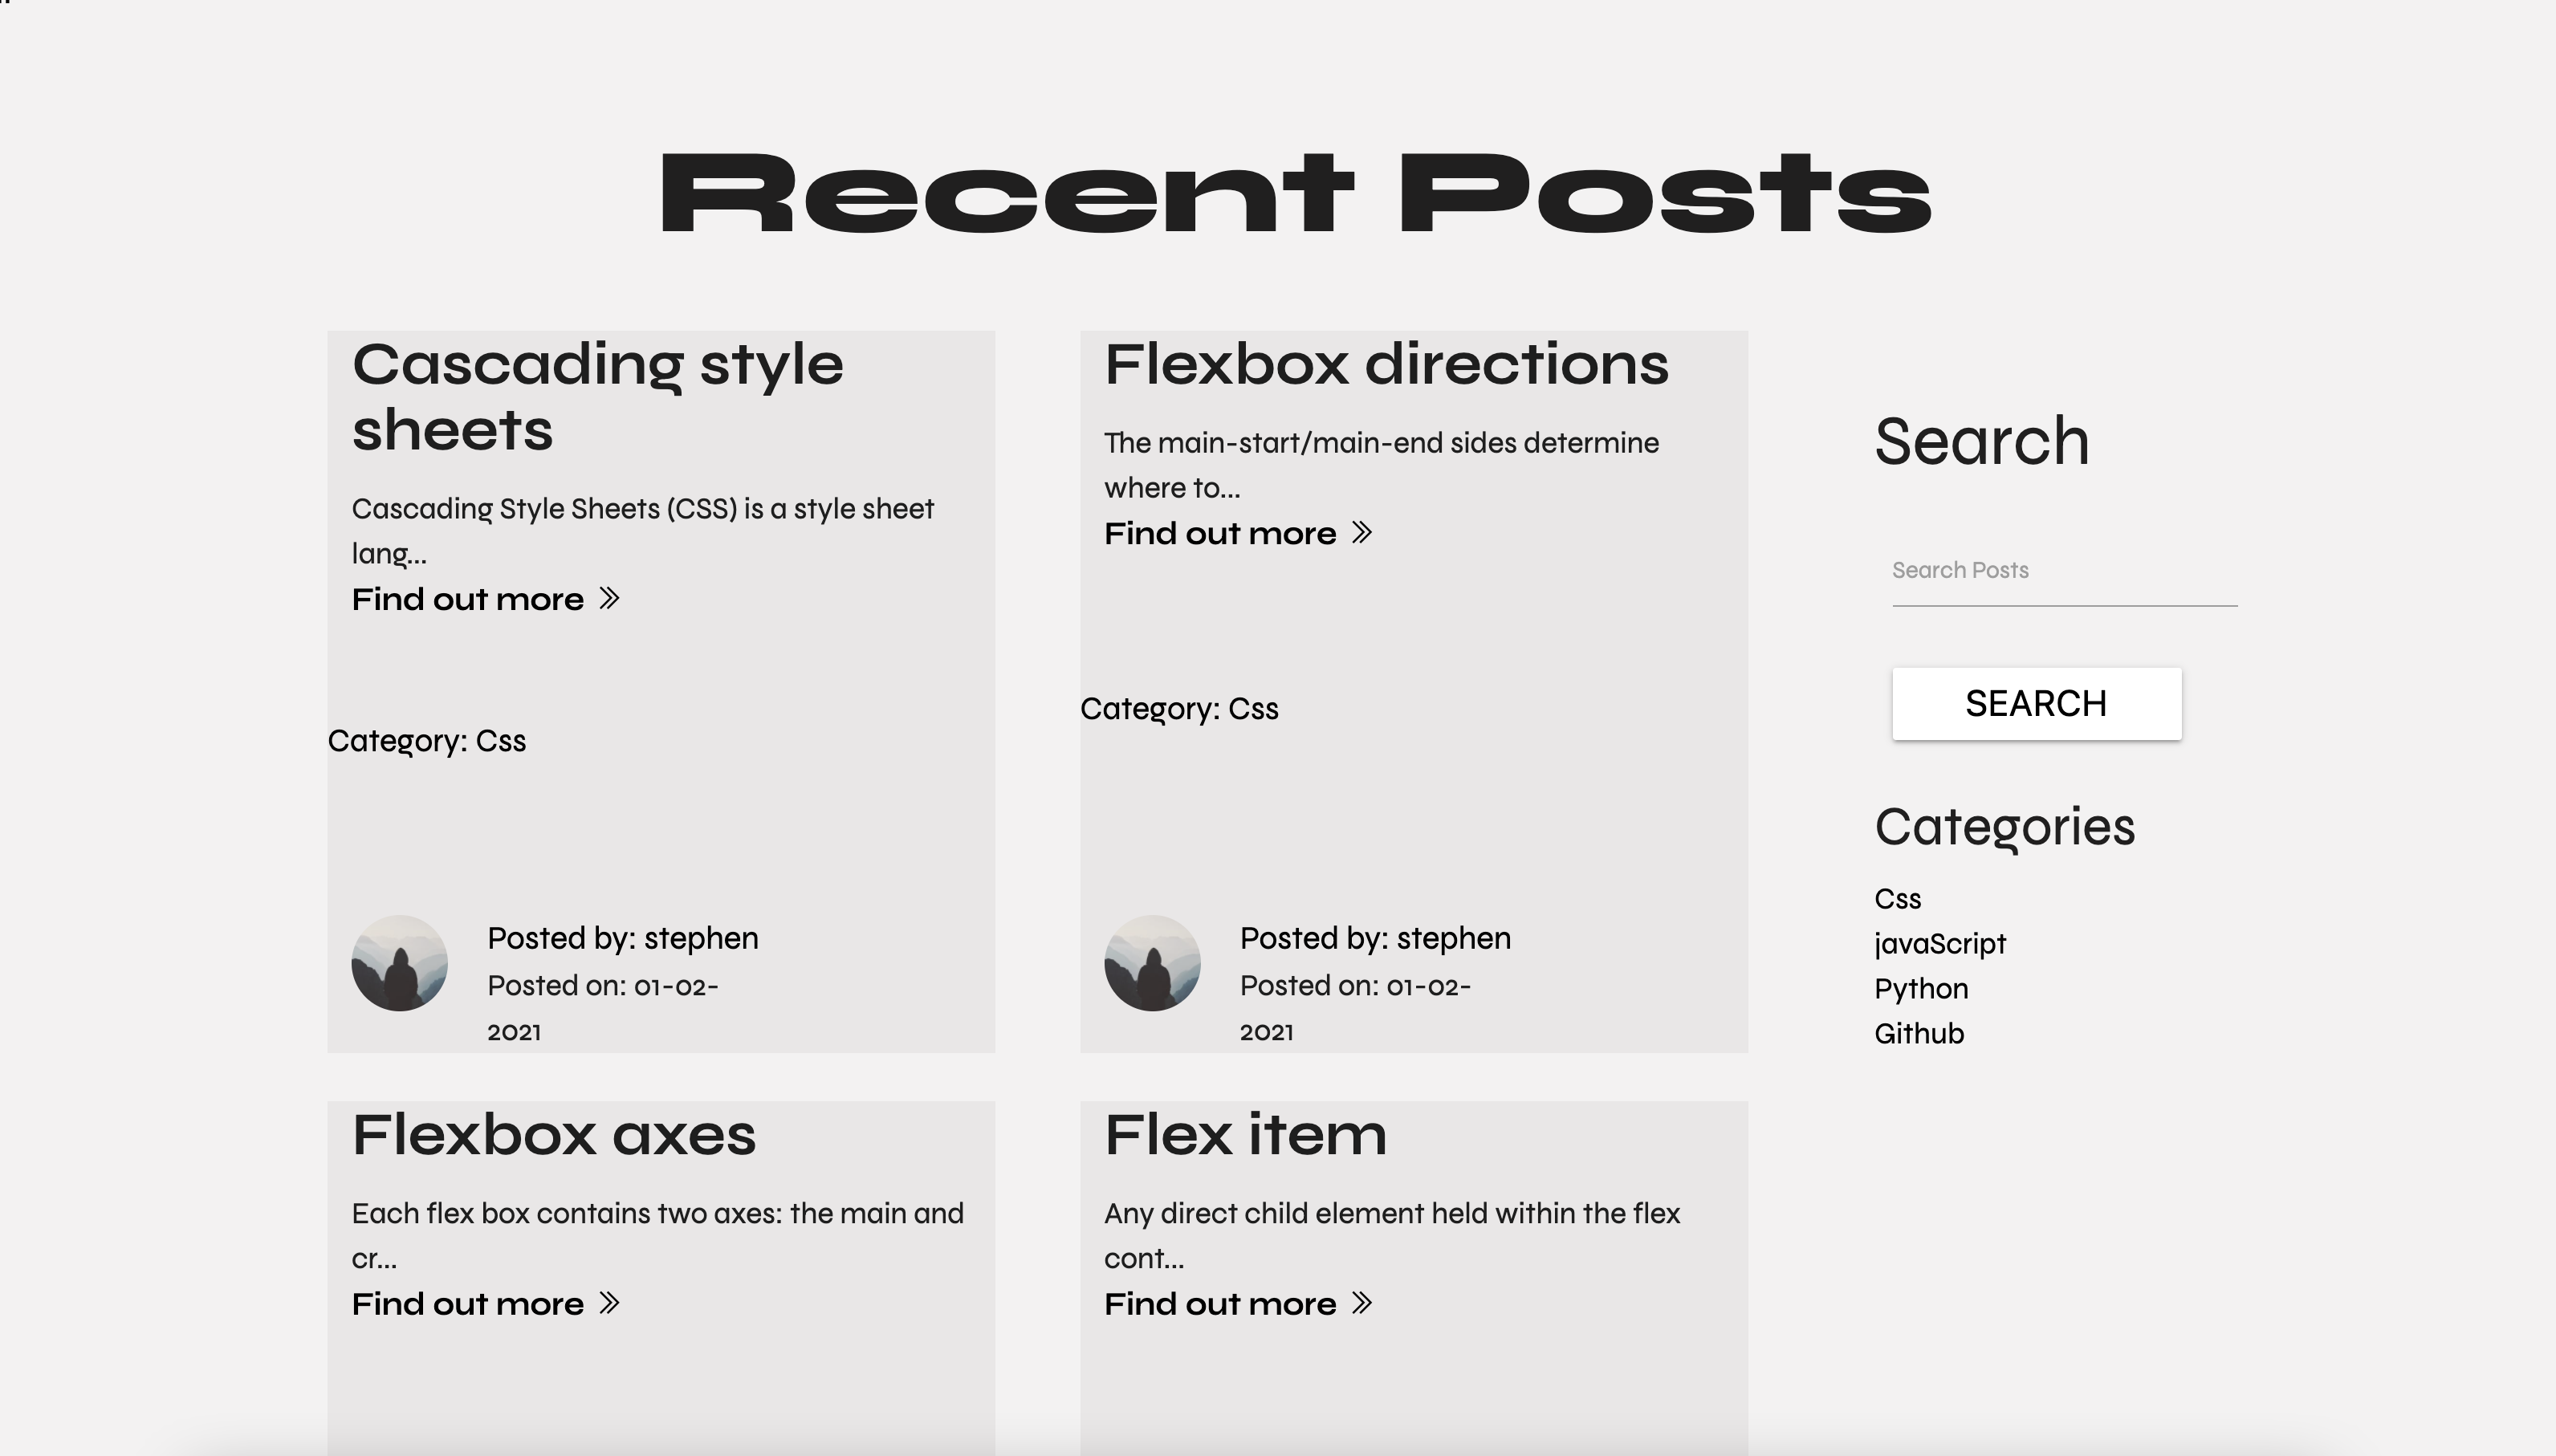 Recent Posts
Cascading style
sheets
Cascading Style Sheets (CSS) is a style sheet
lang...
Find out more
Category: Css
Posted by: stephen
Posted on: 01-02-
2021
Flexbox directions
The main-start/main-end sides determine
where to...
Find out more
Category: Css
Posted by: stephen
Posted on: 01-02-
2021
Search
Search Posts
SEARCH
Categories
Css
javaScript
Python
Github
Flexbox axes
Each flex box contains two axes: the main and
cr...
Find out more
Flex item
Any direct child element held within the flex
cont...
Find out more